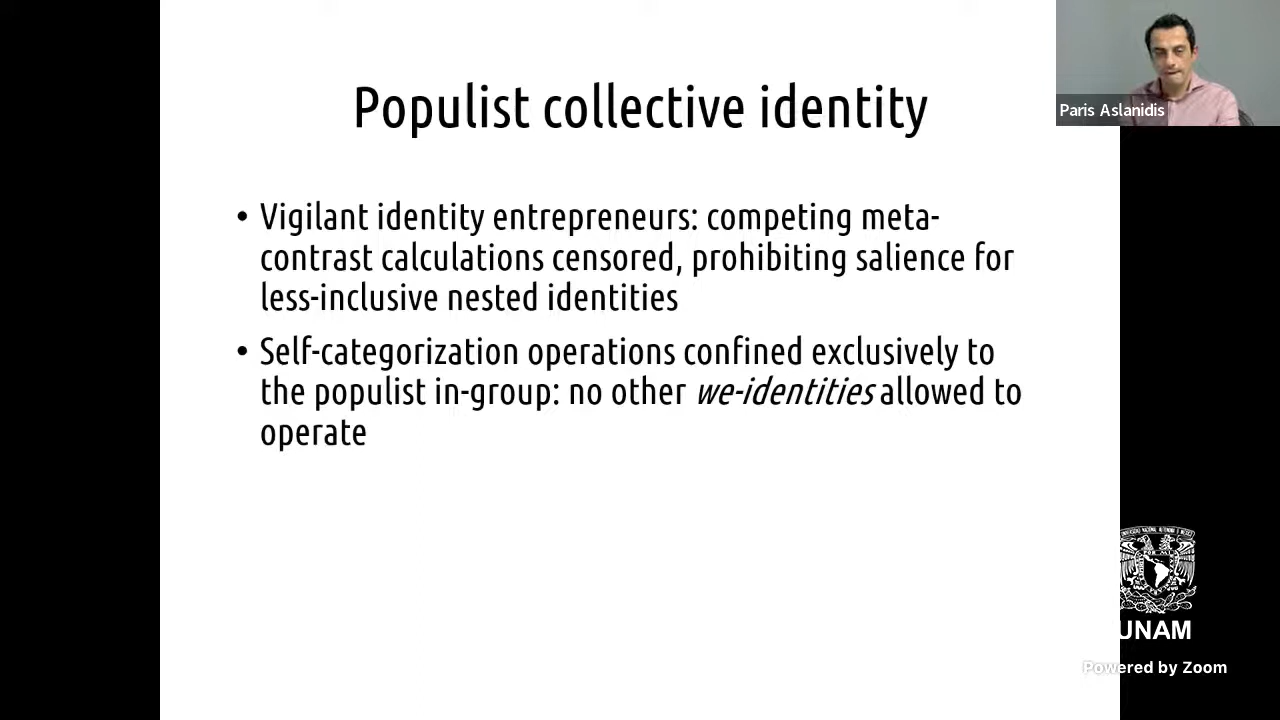 Populist collective identity
Paris Aslanidis
• Vigilant identity entrepreneurs: competing meta-
contrast calculations censored, prohibiting salience for
less-inclusive nested identities
• Self-categorization operations confined exclusively to
the populist in-group: no other we-identities allowed to
operate
UNAM
Powered by Zoom